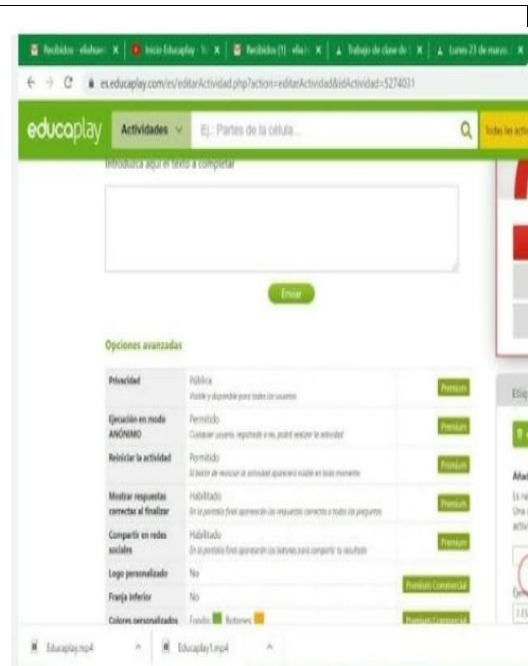 Recibidos
Inicio Educaplay
Recibidos (1)
Trabajo de clase de
Lunes 23 de marzo
es.educaplay.com/es/editarActividad.php?action=editarActividad&idActividad=5274031
educaplay
Actividades
Ej.: Partes de la célula...
Introduzca aquí el texto a completar
Enviar
Opciones avanzadas
Privacidad
Pública
Visible y disponible para todos los usuarios
Premium
Ejecución en modo ANÓNIMO
Permitido
Cualquier usuario, registrado o no, podrá realizar la actividad
Premium
Reiniciar la actividad
Permitido
El botón de reiniciar la actividad aparecerá visible en todo momento
Premium
Mostrar respuestas correctas al finalizar
Habilitado
En la pantalla final aparecerán las respuestas correctas a todas las preguntas
Premium
Compartir en redes sociales
Habilitado
En la pantalla final aparecerán los botones para compartir tu resultado
Premium
Logo personalizado
No
Premium Commercial
Franja inferior
No
Colores personalizados
Fondo: Botones:
Premium Commercial
Educaplay.mp4
Educaplay1.mp4